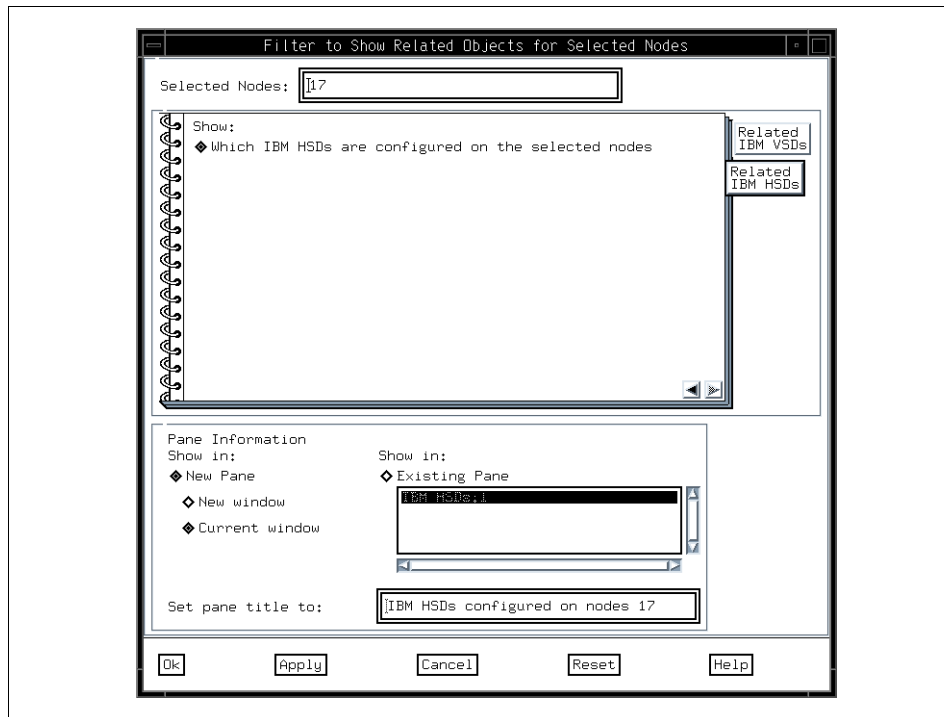 Filter to Show Related Objects for Selected Nodes
Selected Nodes: 17
Show:
Which IBM HSDs are configured on the selected nodes
Related
IBM VSDs
Related
IBM HSDs
Pane Information
Show in:
New Pane
New window
Current window
Show in:
Existing Pane
IBM HSDs:1
Set pane title to: IBM HSDs configured on nodes 17
Ok Apply Cancel Reset Help